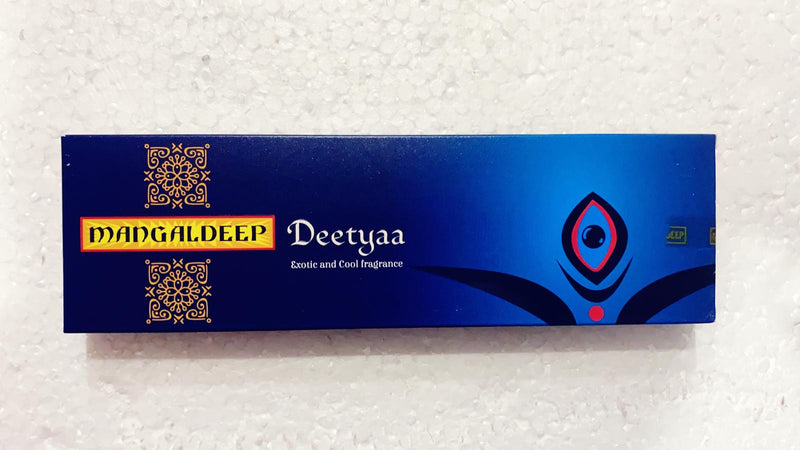 MANGALDEEP
Deetyaa
Exotic and Cool fragrance